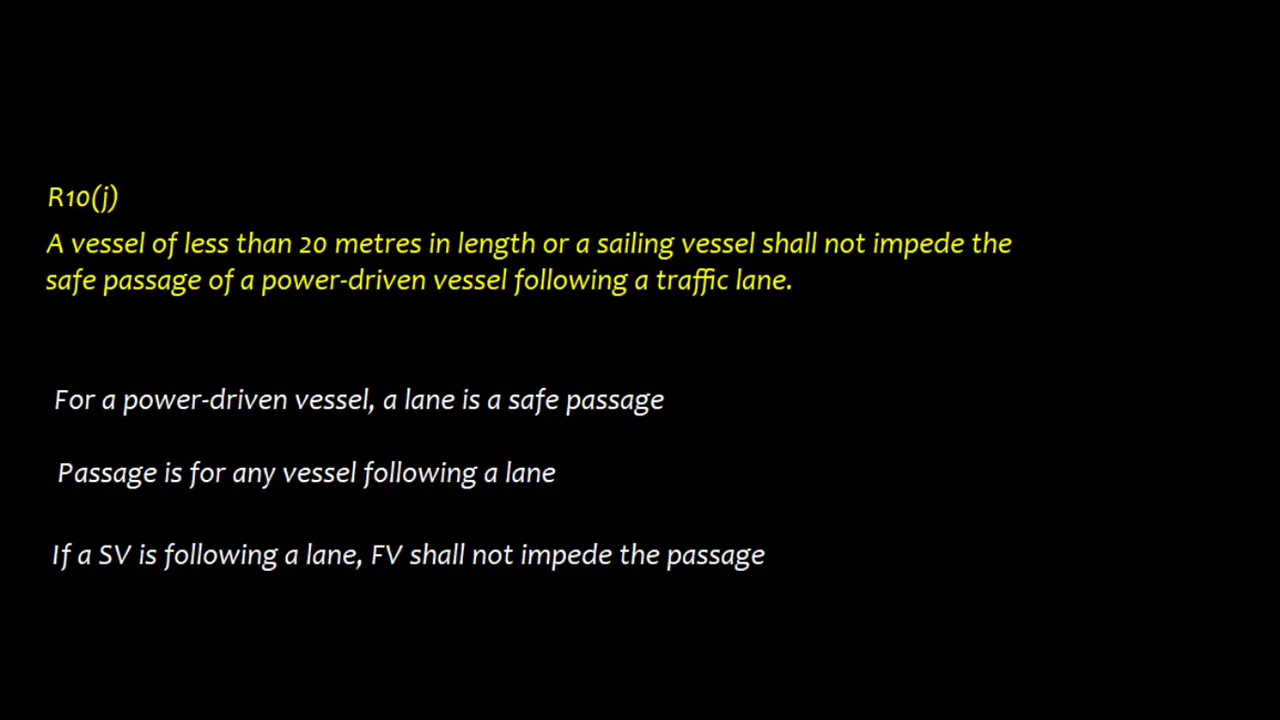 R10(j)
A vessel of less than 20 metres in length or a sailing vessel shall not impede the
safe passage of a power-driven vessel following a traffic lane.
For a power-driven vessel, a lane is a safe passage
Passage is for any vessel following a lane
If a SV is following a lane, FV shall not impede the passage